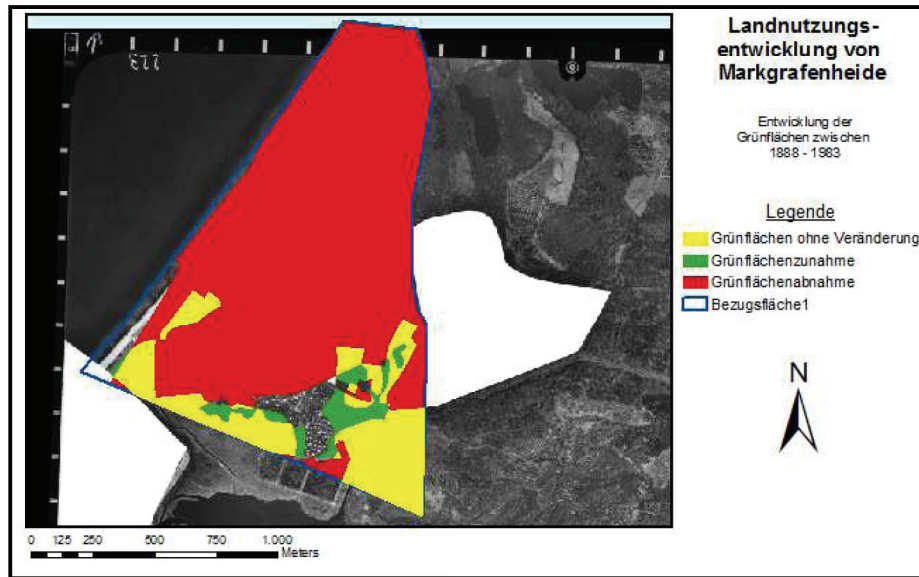 Landnutzungs-
entwicklung von
Markgrafenheide
Entwicklung der
Grünflächen zwischen
1888 - 1983
Legende
Grünflächen ohne Veränderung
Grünflächenzunahme
Grünflächenabnahme
Bezugsfläche1
N
223
0 125 250 500 750 1.000
Meters